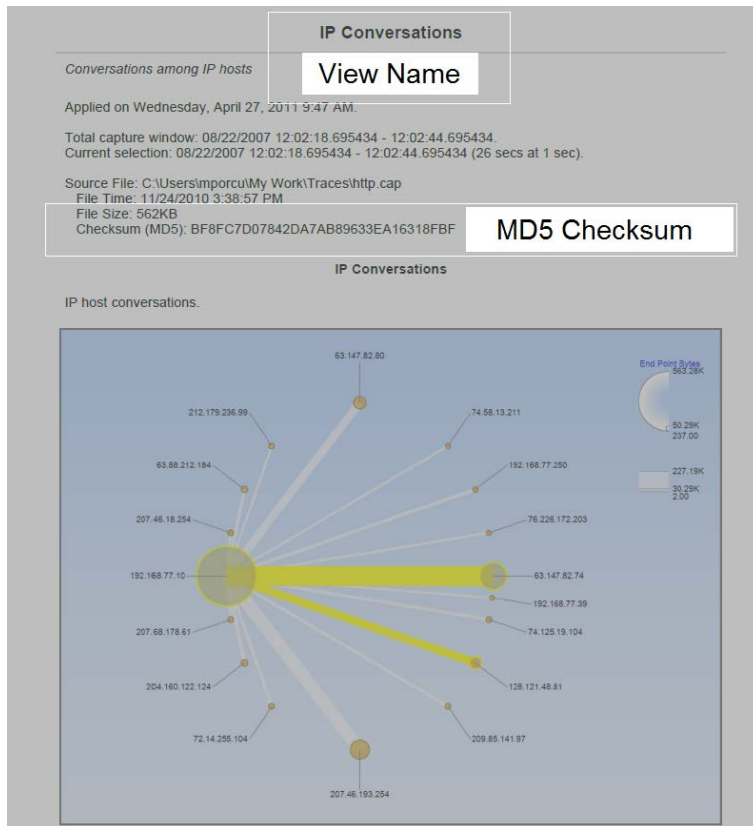 IP Conversations
View Name
Conversations among IP hosts
Applied on Wednesday, April 27, 2011 9:47 AM.
Total capture window: 08/22/2007 12:02:18.695434 - 12:02:44.695434.
Current selection: 08/22/2007 12:02:18.695434 - 12:02:44.695434 (26 secs at 1 sec).
Source File: C:\Users\mporcu\My Work\Traces\http.cap
File Time: 11/24/2010 3:38:57 PM
File Size: 562KB
Checksum (MD5): BF8FC7D07842DA7AB89633EA16318FBF
MD5 Checksum
IP Conversations
IP host conversations.
63.147.82.80
End Point Bytes
563.28K
212.179.236.99
74.58.13.211
50.29K
237.00
63.88.212.184
192.168.77.250
227.19K
30.29K
2.00
207.46.18.254
76.226.172.203
192.168.77.10
63.147.82.74
192.168.77.39
207.68.178.61
74.125.19.104
204.160.122.124
128.121.48.81
72.14.255.104
209.85.141.97
207.46.193.254